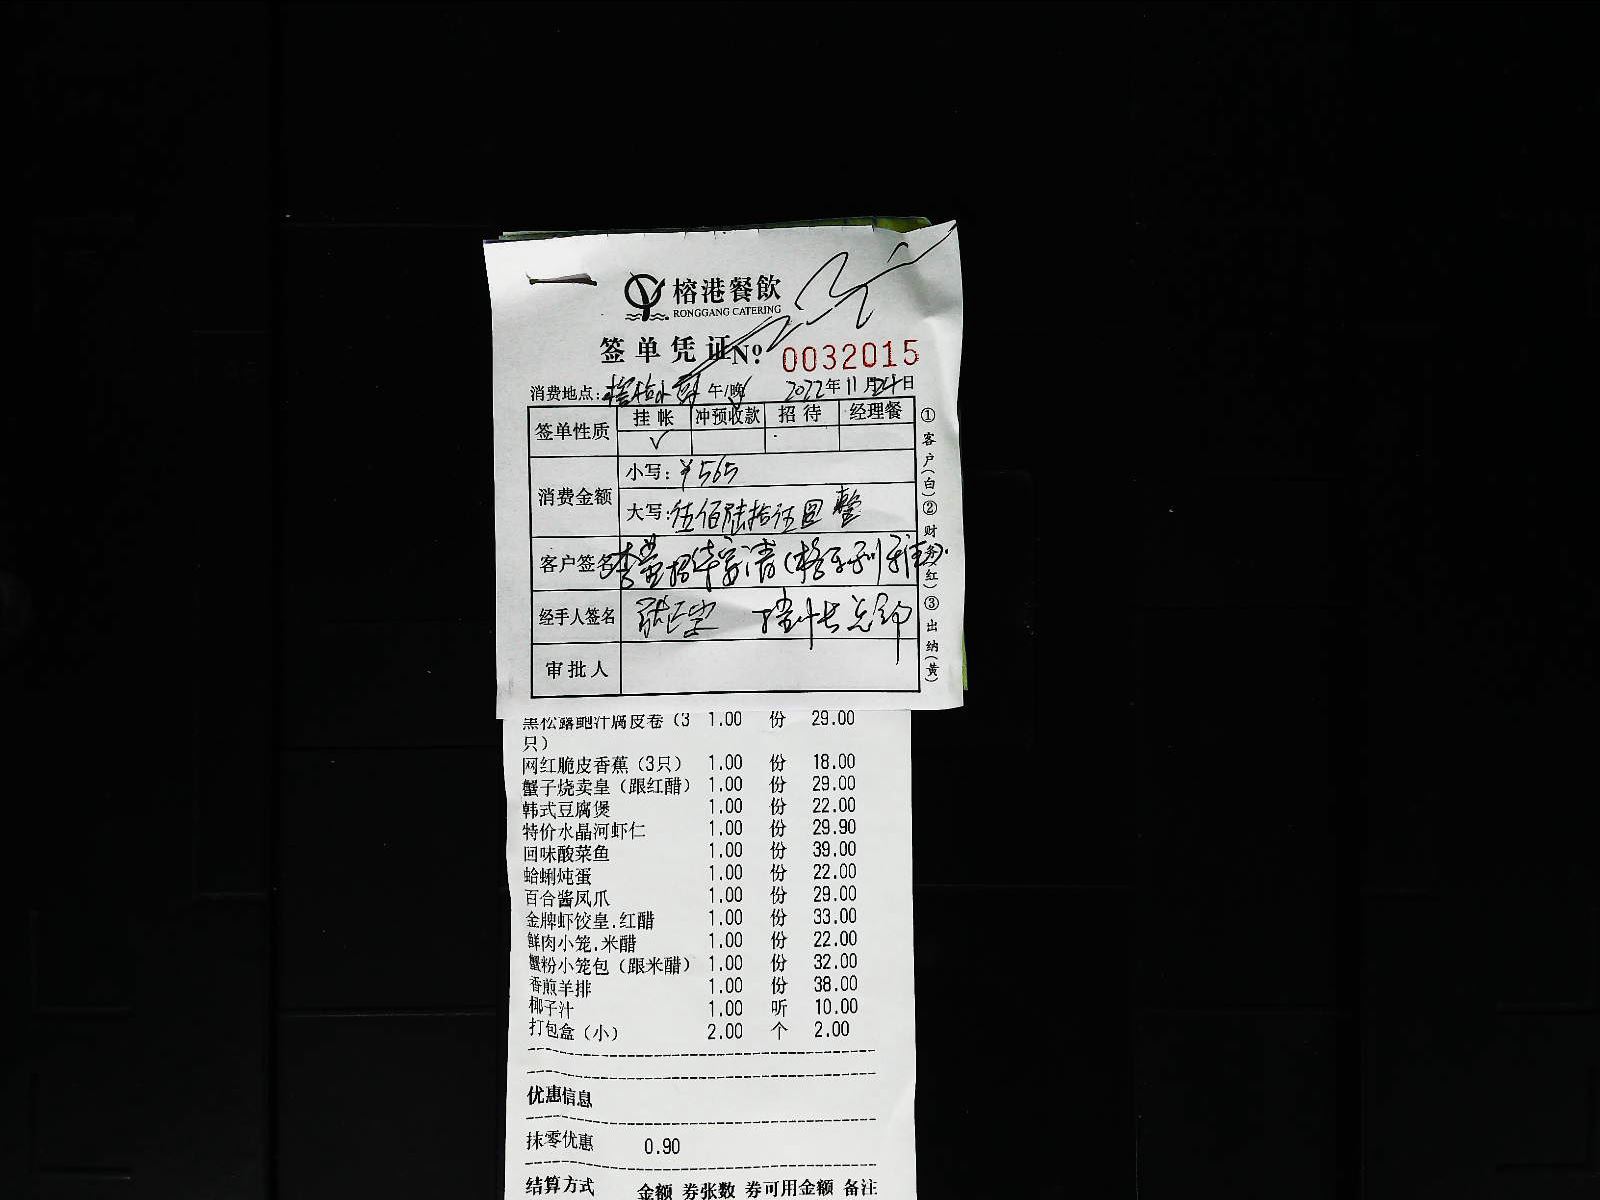 榕港餐飲
RONGGANG CATERING
签单凭证 No: 0032015
消费地点: 午/晚 2022年11月24日
签单性质 挂帐 冲预收款 招待 经理餐
√
消费金额 小写: ¥565
大写: 伍佰陆拾伍圆整
客户签名
经手人签名
审批人
①客户(白)②财务(红)③出纳(黄)
黑松露鲍汁腐皮卷（3 1.00 份 29.00
只）
网红脆皮香蕉（3只） 1.00 份 18.00
蟹子烧卖皇（跟红醋） 1.00 份 29.00
韩式豆腐煲 1.00 份 22.00
特价水晶河虾仁 1.00 份 29.90
回味酸菜鱼 1.00 份 39.00
蛤蜊炖蛋 1.00 份 22.00
百合酱凤爪 1.00 份 29.00
金牌虾饺皇.红醋 1.00 份 33.00
鲜肉小笼.米醋 1.00 份 22.00
蟹粉小笼包（跟米醋） 1.00 份 32.00
香煎羊排 1.00 份 38.00
椰子汁 1.00 听 10.00
打包盒（小） 2.00 个 2.00
优惠信息
抹零优惠 0.90
结算方式 金额 券张数 券可用金额 备注